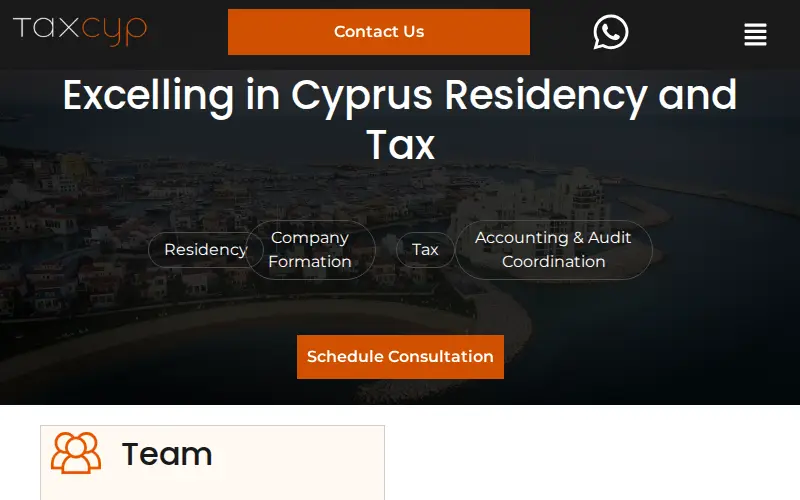 Taxcyp
Contact Us
Excelling in Cyprus Residency and
Tax
Residency
Company
Formation
Tax
Accounting & Audit
Coordination
Schedule Consultation
Team